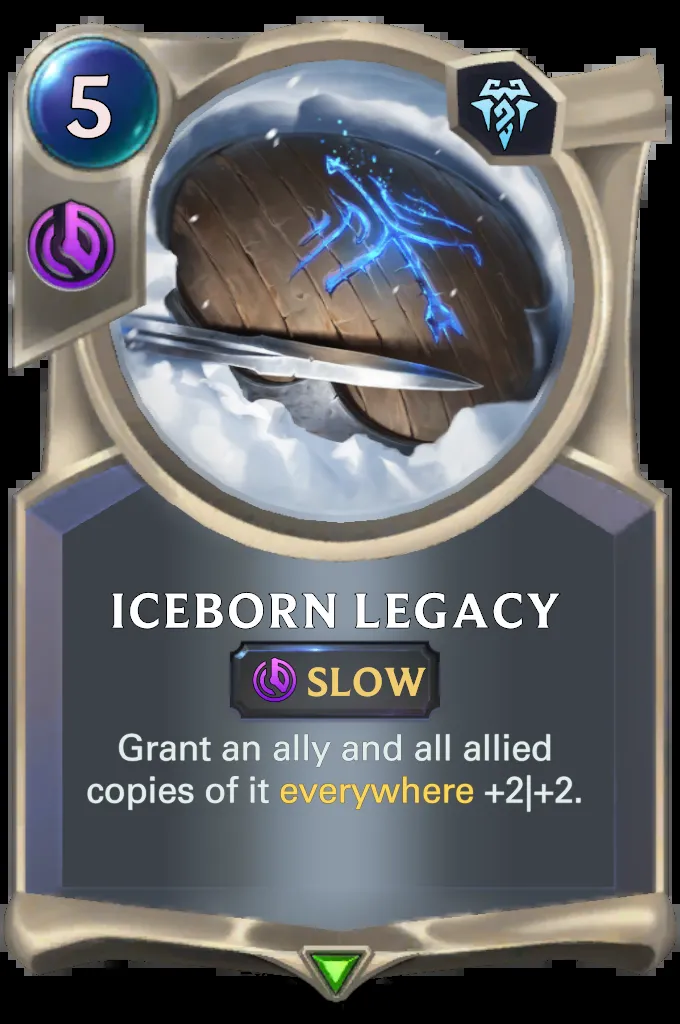 5
ICEBORN LEGACY
SLOW
Grant an ally and all allied
copies of it everywhere +2|+2.